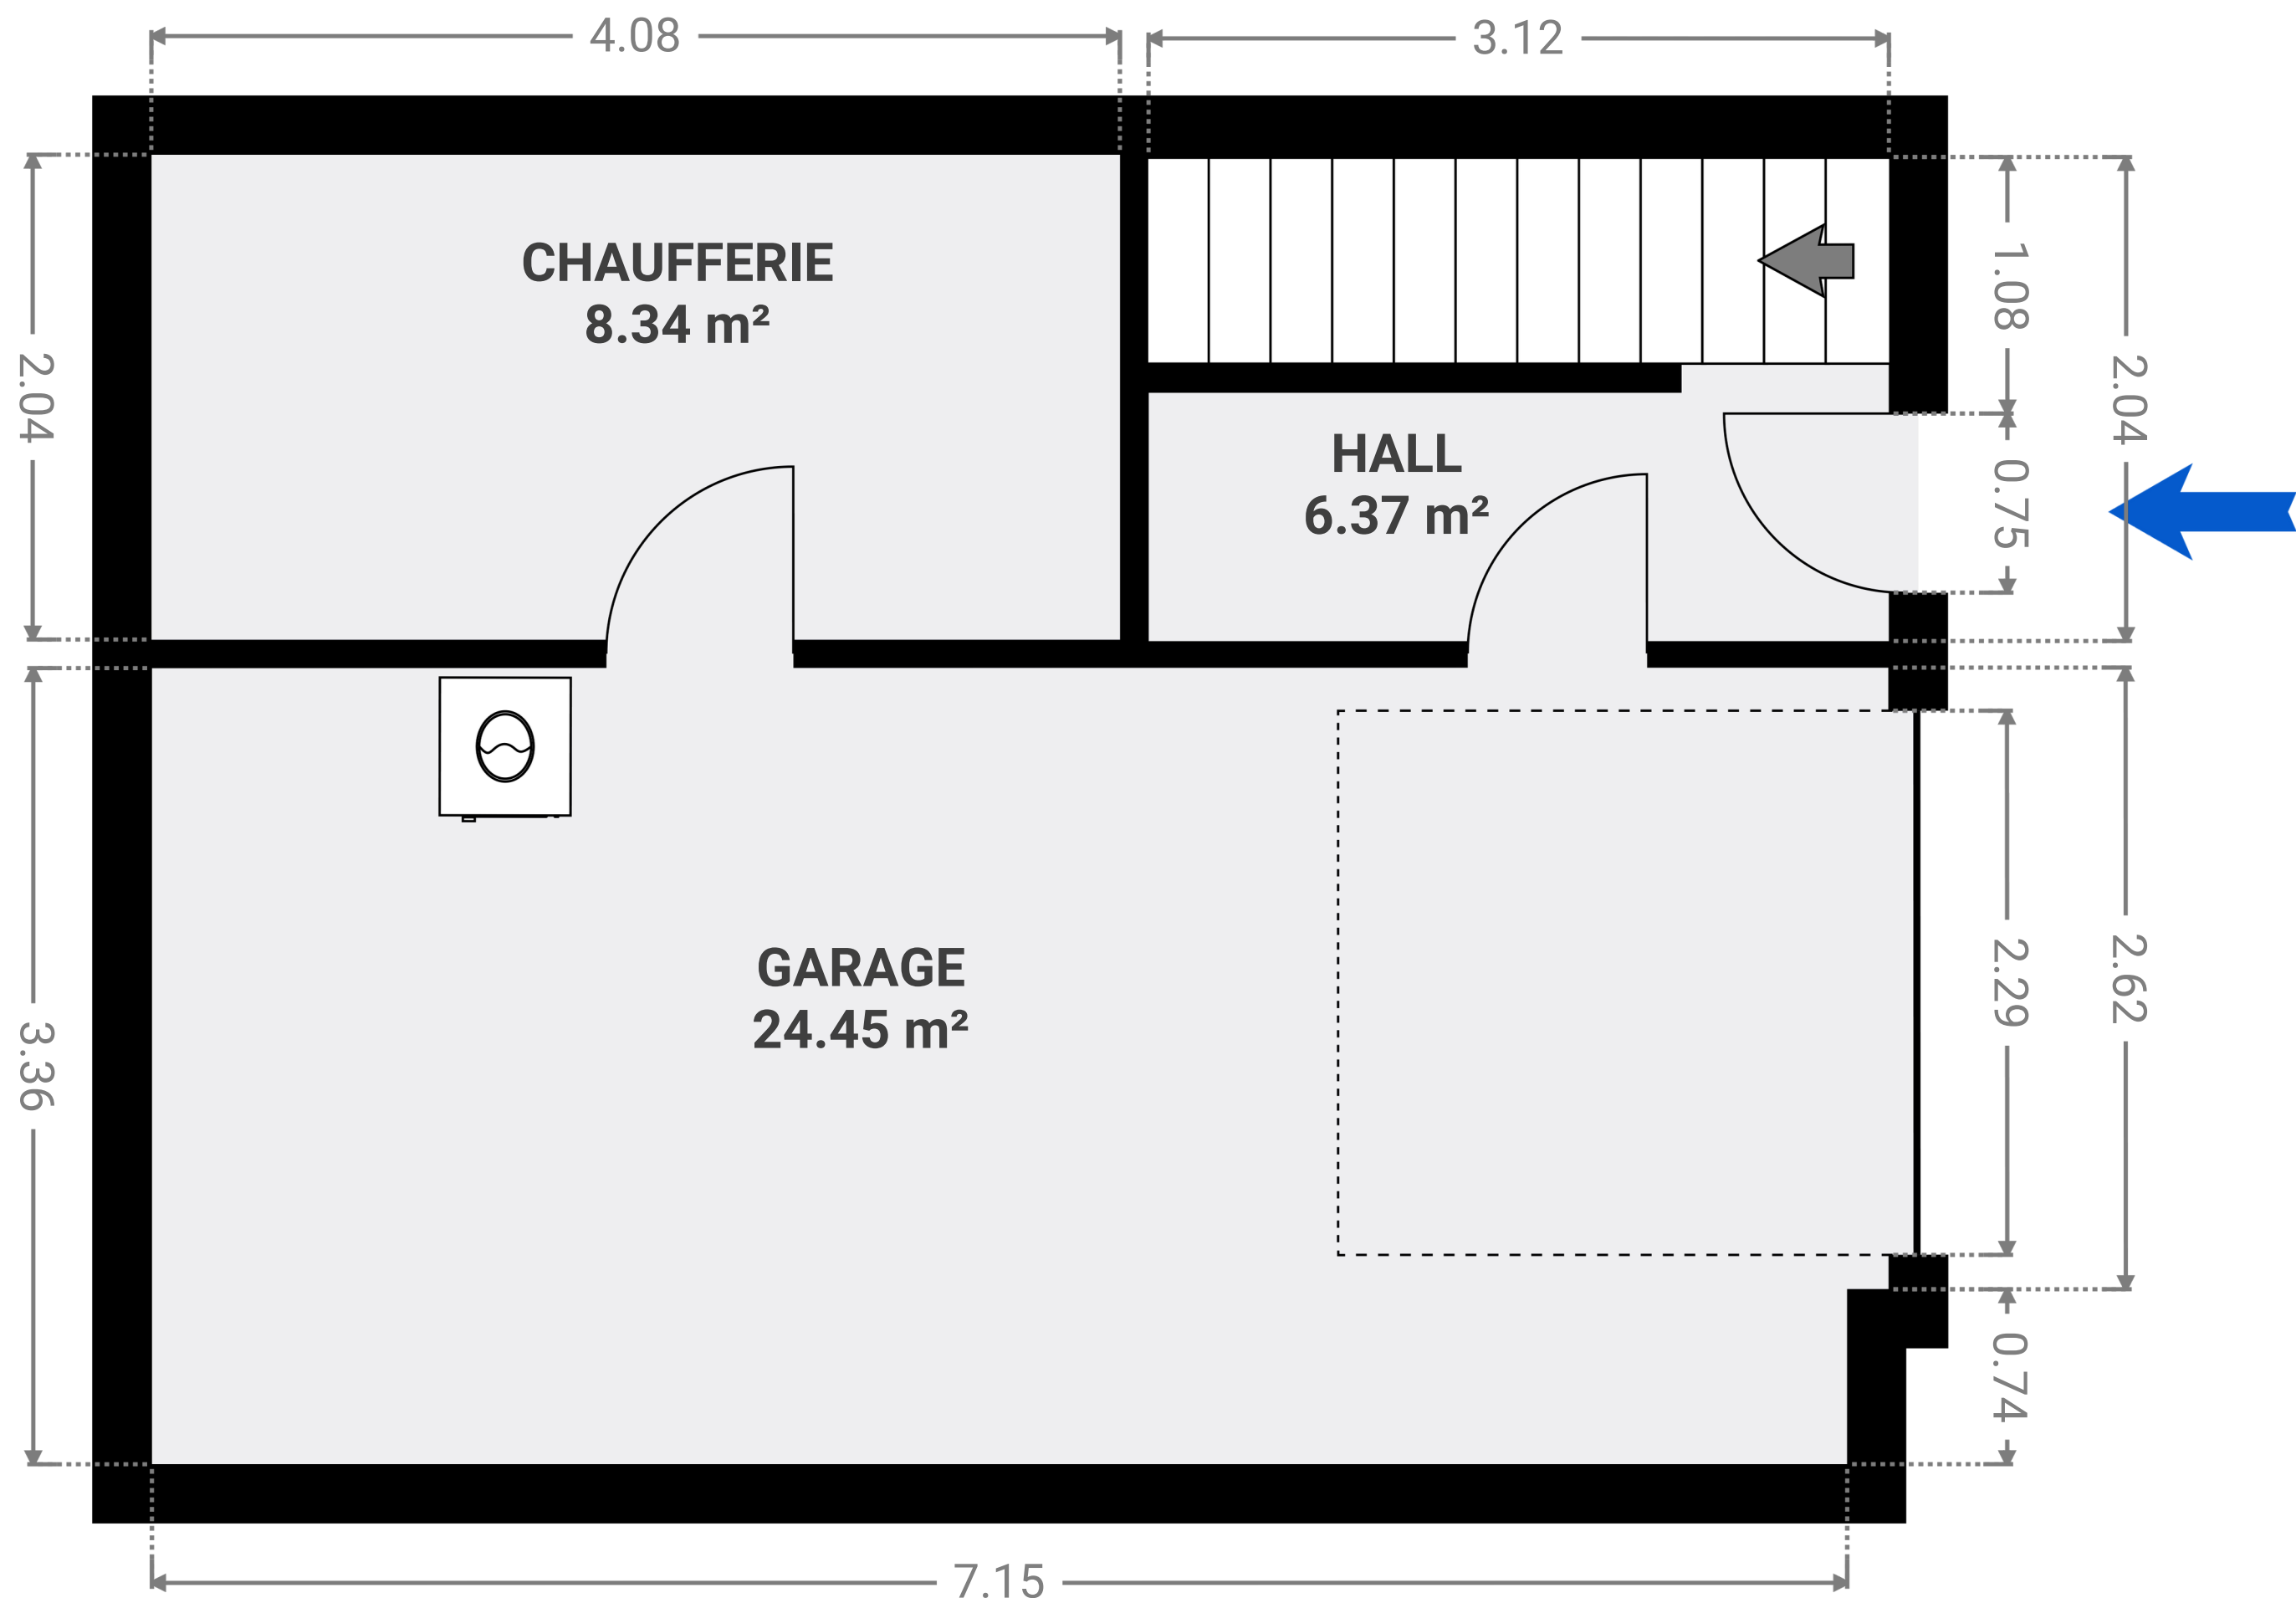 4.08
3.12
CHAUFFERIE
8.34 m²
1.08
2.04
2.04
HALL
6.37 m²
0.75
GARAGE
24.45 m²
2.29
2.62
3.36
0.74
7.15